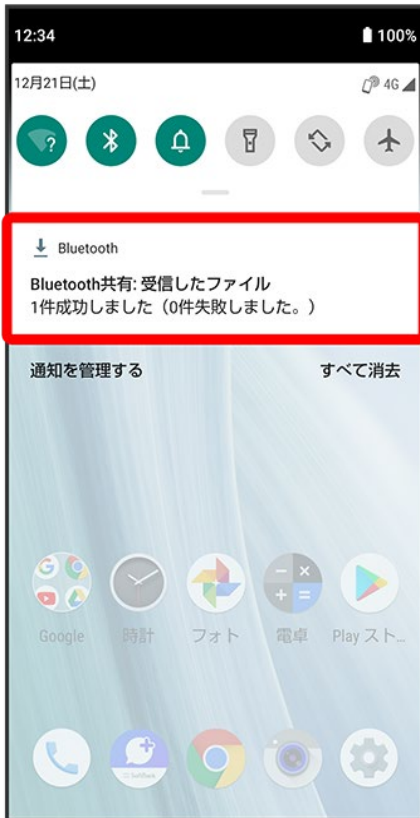 12:34
100%
12月21日(土)
4G
?
Bluetooth
Bluetooth共有: 受信したファイル
1件成功しました（0件失敗しました。）
通知を管理する
すべて消去
Google
時計
フォト
電卓
Play スト...
SoftBank